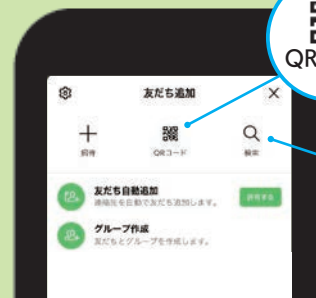 QR
友だち追加
招待
QRコード
検索
友だち自動追加
連絡先を自動で友だち追加します。
許可する
グループ作成
友だちとグループを作成します。